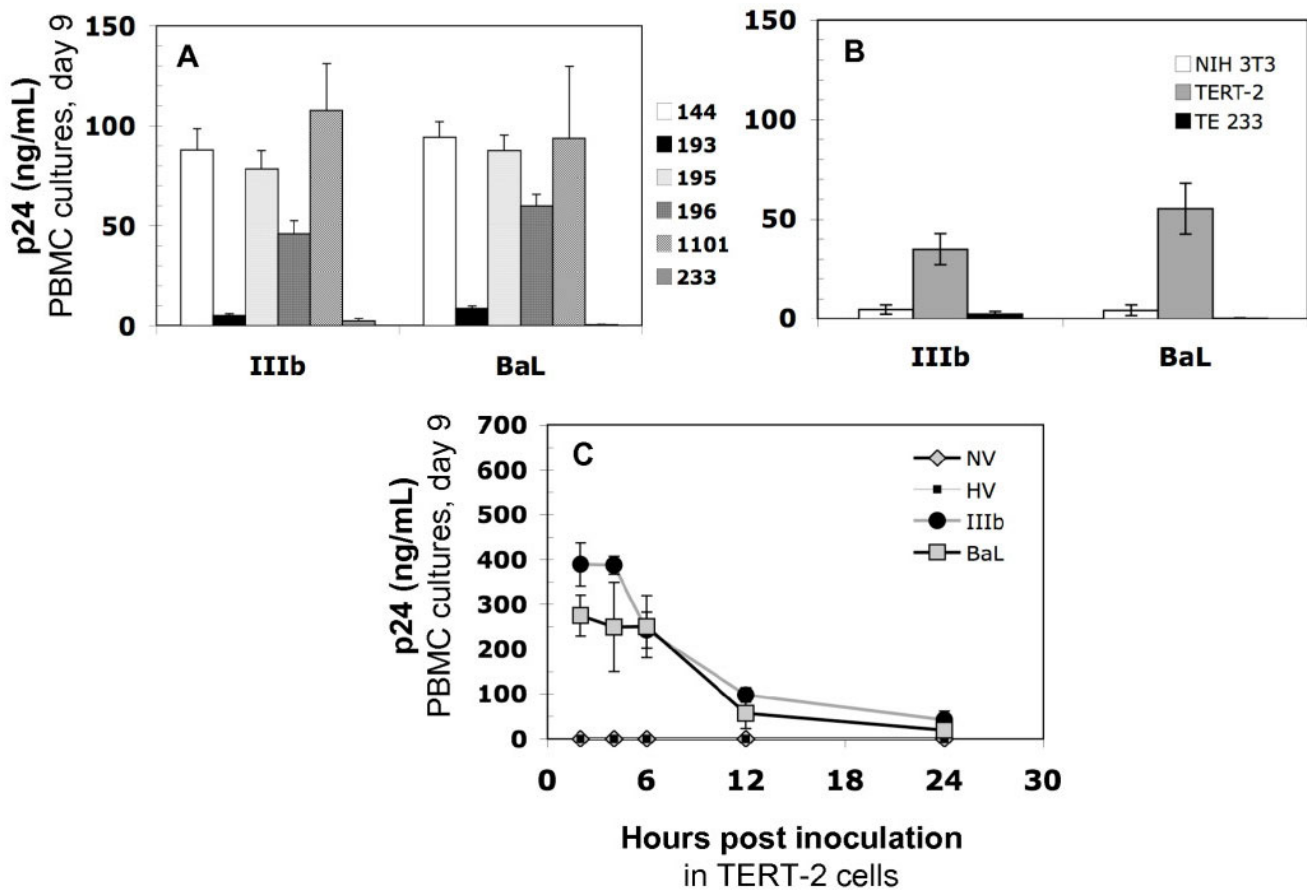 p24 (ng/mL)
PBMC cultures, day 9
150
100
50
0
A
IIIb
BaL
144
193
195
196
1101
233
150
100
50
0
B
NIH 3T3
TERT-2
TE 233
IIIb
BaL
p24 (ng/mL)
PBMC cultures, day 9
700
600
500
400
300
200
100
0
C
NV
HV
IIIb
BaL
0 6 12 18 24 30
Hours post inoculation
in TERT-2 cells